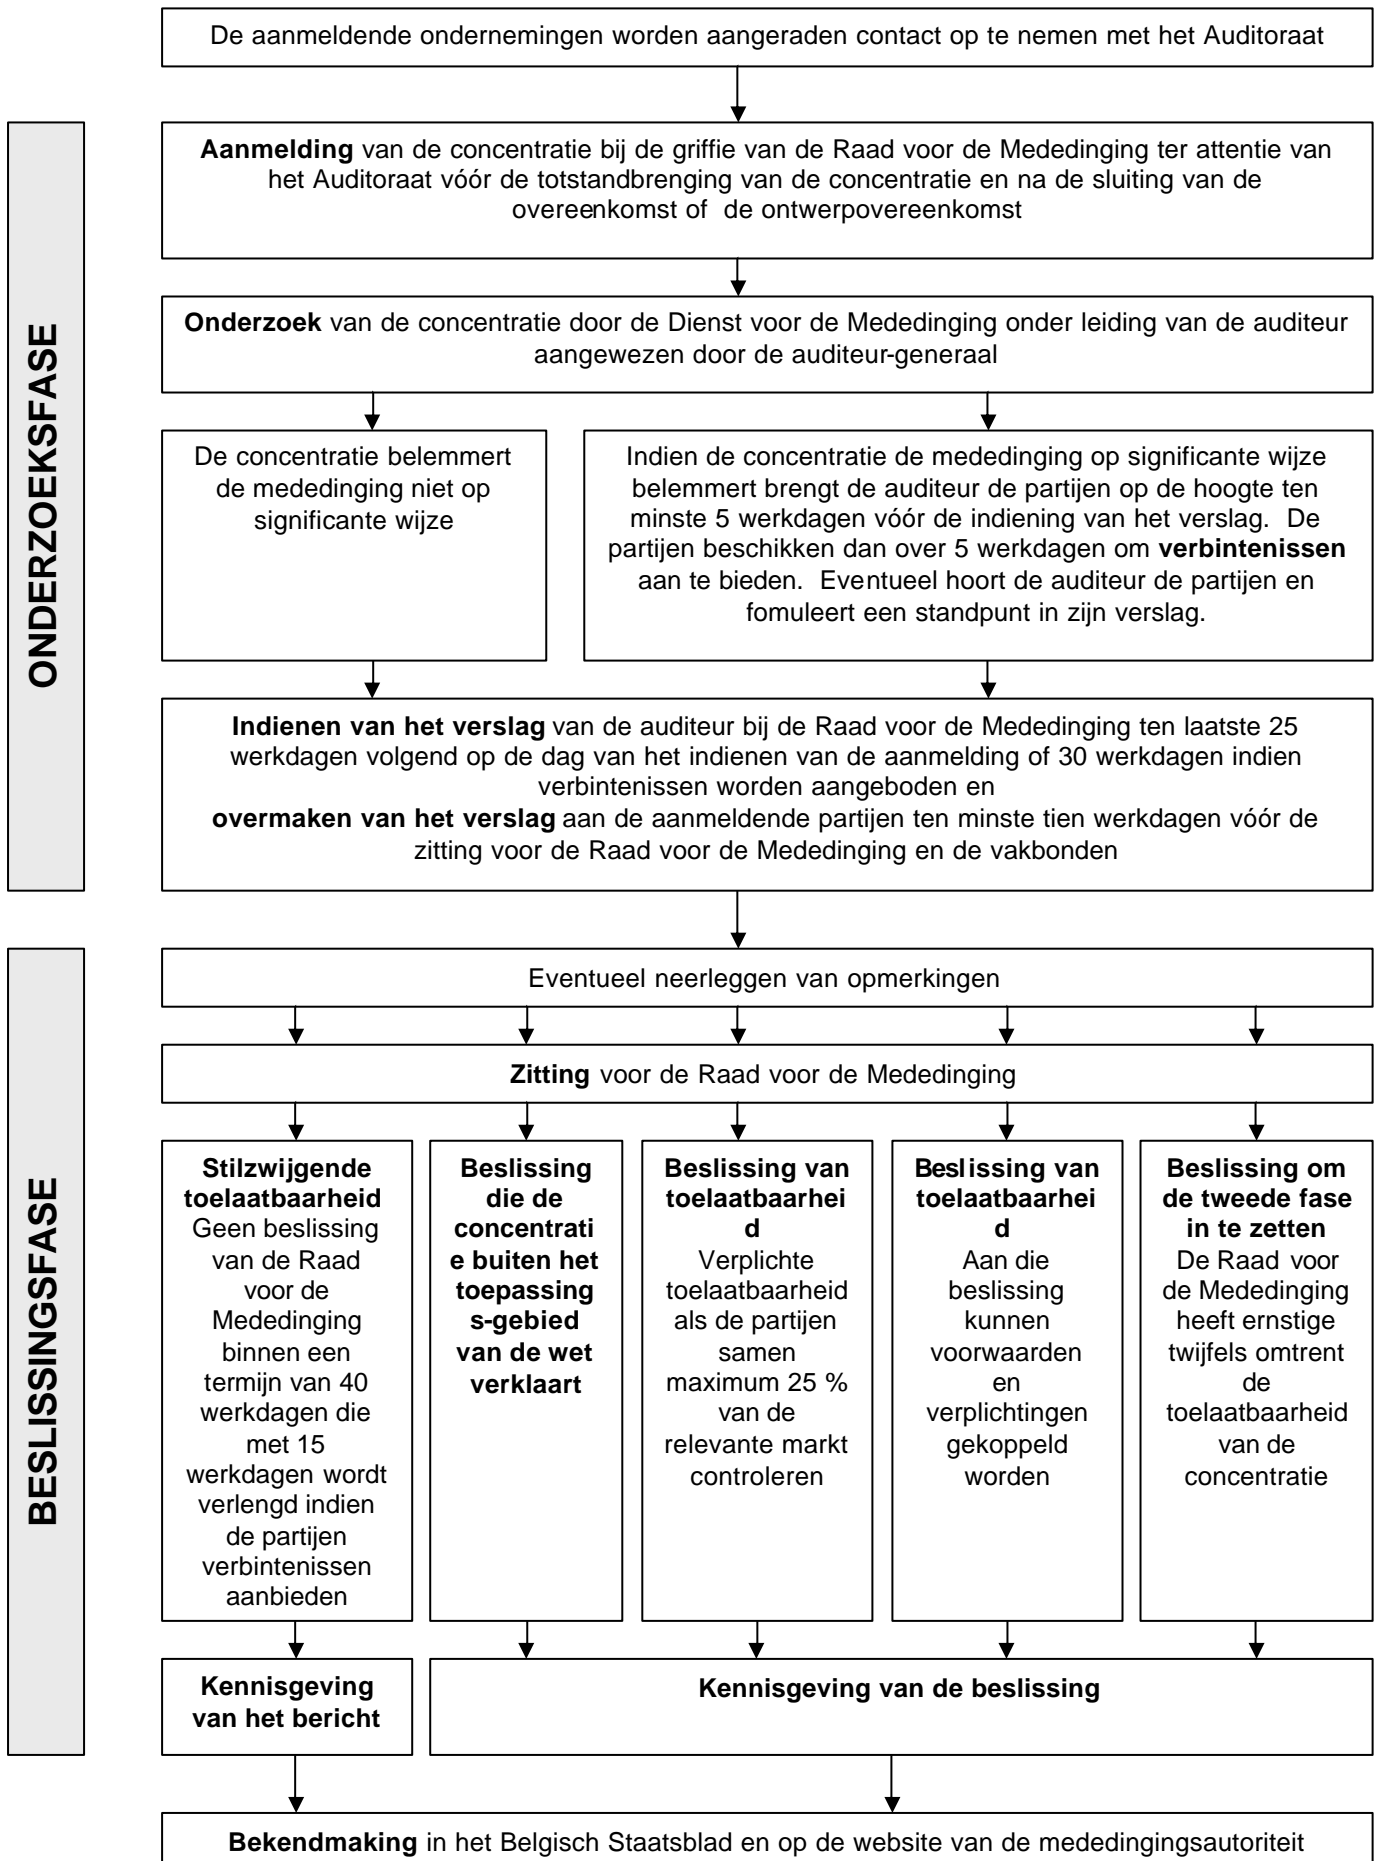 De aanmeldende ondernemingen worden aangeraden contact op te nemen met het Auditoraat
ONDERZOEKSFASE
Aanmelding van de concentratie bij de griffie van de Raad voor de Mededinging ter attentie van
het Auditoraat vóór de totstandbrenging van de concentratie en na de sluiting van de
overeenkomst of de ontwerpovereenkomst
Onderzoek van de concentratie door de Dienst voor de Mededinging onder leiding van de auditeur
aangewezen door de auditeur-generaal
De concentratie belemmert
de mededinging niet op
significante wijze
Indien de concentratie de mededinging op significante wijze
belemmert brengt de auditeur de partijen op de hoogte ten
minste 5 werkdagen vóór de indiening van het verslag. De
partijen beschikken dan over 5 werkdagen om verbintenissen
aan te bieden. Eventueel hoort de auditeur de partijen en
fomuleert een standpunt in zijn verslag.
Indienen van het verslag van de auditeur bij de Raad voor de Mededinging ten laatste 25
werkdagen volgend op de dag van het indienen van de aanmelding of 30 werkdagen indien
verbintenissen worden aangeboden en
overmaken van het verslag aan de aanmeldende partijen ten minste tien werkdagen vóór de
zitting voor de Raad voor de Mededinging en de vakbonden
BESLISSINGSFASE
Eventueel neerleggen van opmerkingen
Zitting voor de Raad voor de Mededinging
Stilzwijgende
toelaatbaarheid
Geen beslissing
van de Raad
voor de
Mededinging
binnen een
termijn van 40
werkdagen die
met 15
werkdagen wordt
verlengd indien
de partijen
verbintenissen
aanbieden
Beslissing
die de
concentrati
e buiten het
toepassing
s-gebied
van de wet
verklaart
Beslissing van
toelaatbaarhei
d
Verplichte
toelaatbaarheid
als de partijen
samen
maximum 25 %
van de
relevante markt
controleren
Beslissing van
toelaatbaarhei
d
Aan die
beslissing
kunnen
voorwaarden
en
verplichtingen
gekoppeld
worden
Beslissing om
de tweede fase
in te zetten
De Raad voor
de Mededinging
heeft ernstige
twijfels omtrent
de
toelaatbaarheid
van de
concentratie
Kennisgeving
van het bericht
Kennisgeving van de beslissing
Bekendmaking in het Belgisch Staatsblad en op de website van de mededingingsautoriteit